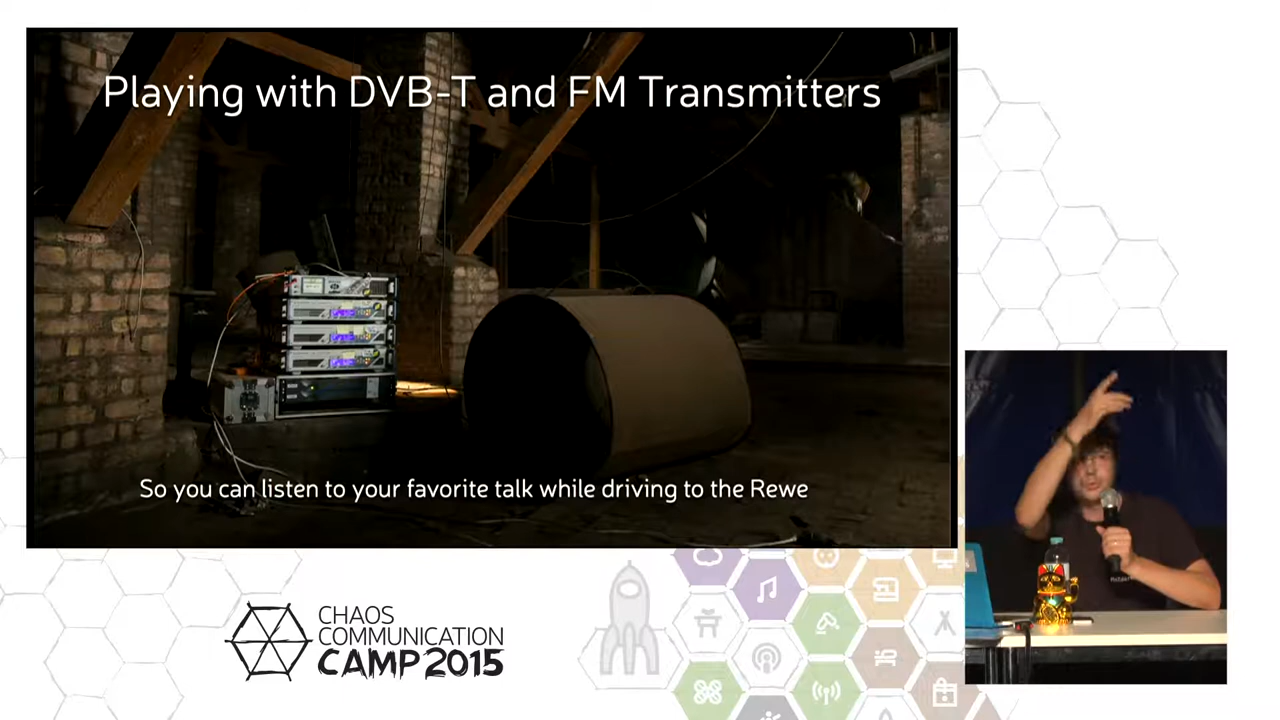 Playing with DVB-T and FM Transmitters
So you can listen to your favorite talk while driving to the Rewe
CHAOS
COMMUNICATION
CAMP 2015